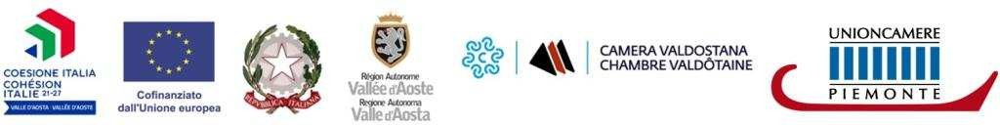 COESIONE ITALIA
COHÉSION
ITALIE 21-27
VALLE D'AOSTA - VALLÉE D'AOSTE
Cofinanziato
dall'Unione europea
REPVBBLICA ITALIANA
Région Autonome
Vallée d'Aoste
Regione Autonoma
Valle d'Aosta
CAMERA VALDOSTANA
CHAMBRE VALDÔTAINE
UNIONCAMERE
PIEMONTE